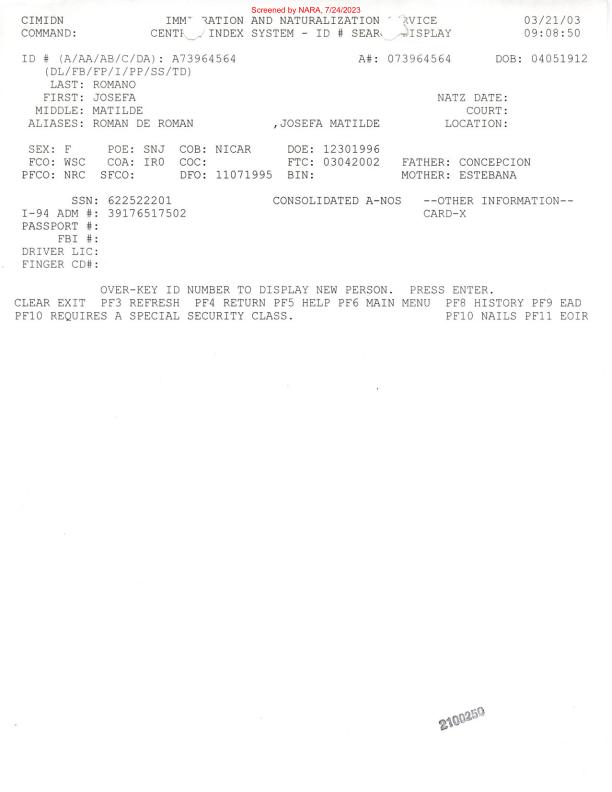 Screened by NARA, 7/24/2023
CIMIDN IMM RATION AND NATURALIZATION RVICE 03/21/03
COMMAND: CENT INDEX SYSTEM - ID # SEAR ISPLAY 09:08:50
ID # (A/AA/AB/C/DA): A73964564 A#: 073964564 DOB: 04051912
(DL/FB/FP/I/PP/SS/TD)
LAST: ROMANO
FIRST: JOSEFA NATZ DATE:
MIDDLE: MATILDE COURT:
ALIASES: ROMAN DE ROMAN ,JOSEFA MATILDE LOCATION:
SEX: F POE: SNJ COB: NICAR DOE: 12301996
FCO: WSC COA: IR0 COC: FTC: 03042002 FATHER: CONCEPCION
PFCO: NRC SFCO: DFO: 11071995 BIN: MOTHER: ESTEBANA
SSN: 622522201 CONSOLIDATED A-NOS --OTHER INFORMATION--
I-94 ADM #: 39176517502 CARD-X
PASSPORT #:
FBI #:
DRIVER LIC:
FINGER CD#:
OVER-KEY ID NUMBER TO DISPLAY NEW PERSON. PRESS ENTER.
CLEAR EXIT PF3 REFRESH PF4 RETURN PF5 HELP PF6 MAIN MENU PF8 HISTORY PF9 EAD
PF10 REQUIRES A SPECIAL SECURITY CLASS. PF10 NAILS PF11 EOIR
2100250